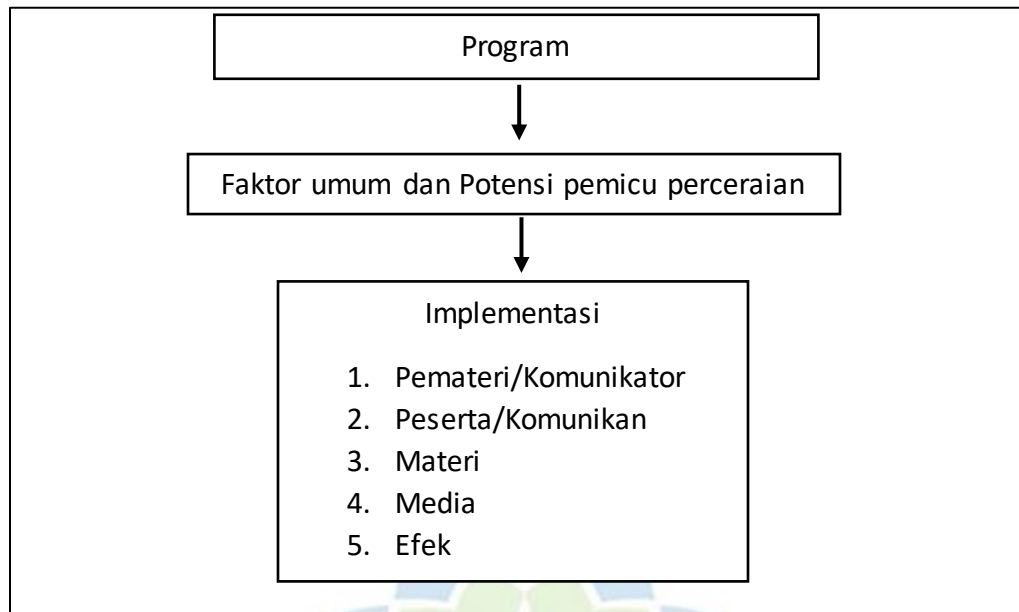 Program
Faktor umum dan Potensi pemicu perceraian
Implementasi
1. Pemateri/Komunikator
2. Peserta/Komunikan
3. Materi
4. Media
5. Efek